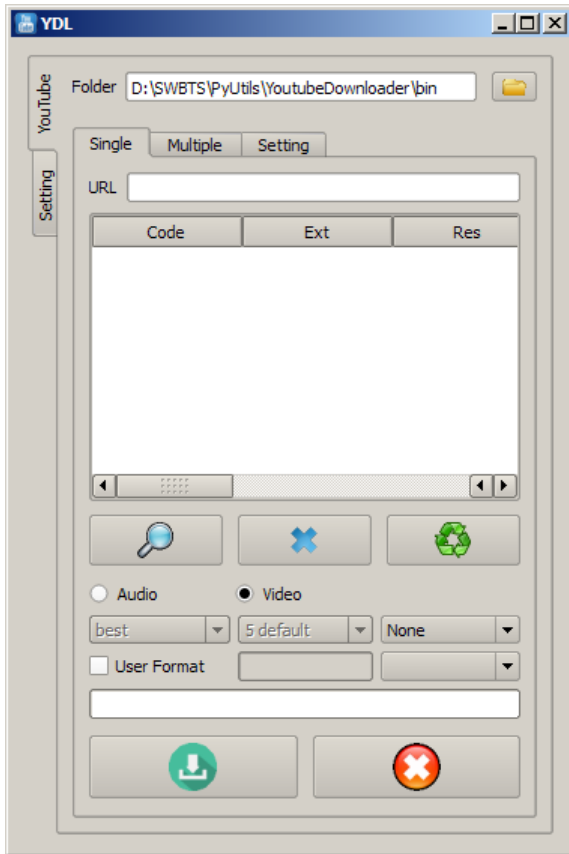 YDL
YouTube
Setting
Folder D:\SWBTS\PyUtils\YoutubeDownloader\bin
Single Multiple Setting
URL
Code Ext Res
Audio Video
best 5 default None
User Format